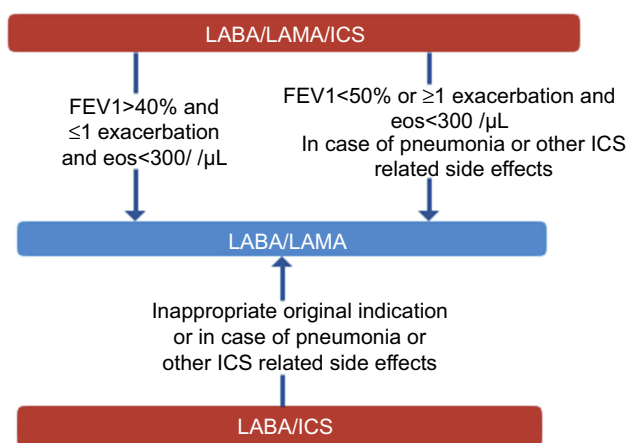 LABA/LAMA/ICS
FEV1>40% and
≤1 exacerbation
and eos<300/ /µL
FEV1<50% or ≥1 exacerbation and
eos<300 /µL
In case of pneumonia or other ICS
related side effects
LABA/LAMA
Inappropriate original indication
or in case of pneumonia or
other ICS related side effects
LABA/ICS